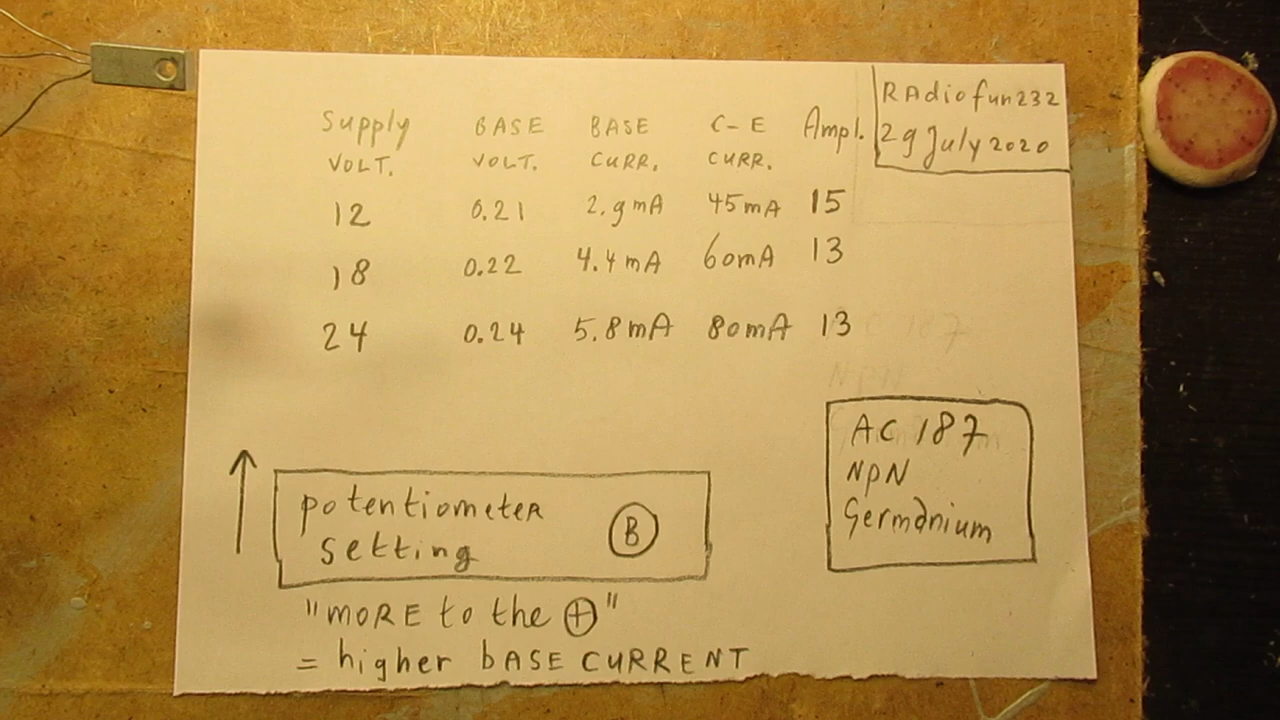 RAdiofun232
29 July 2020
Supply BASE BASE C-E Ampl.
VOLT. VOLT. CURR. CURR.
12 0.21 2.9mA 45mA 15
18 0.22 4.4mA 60mA 13
24 0.24 5.8mA 80mA 13
AC 187
NPN
Germanium
potentiometer
setting B
"MORE to the +"
= higher bASE CURRENT